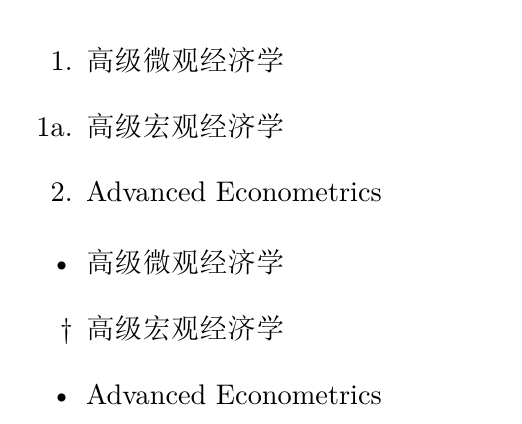 1. 高级微观经济学
1a. 高级宏观经济学
2. Advanced Econometrics
• 高级微观经济学
† 高级宏观经济学
• Advanced Econometrics